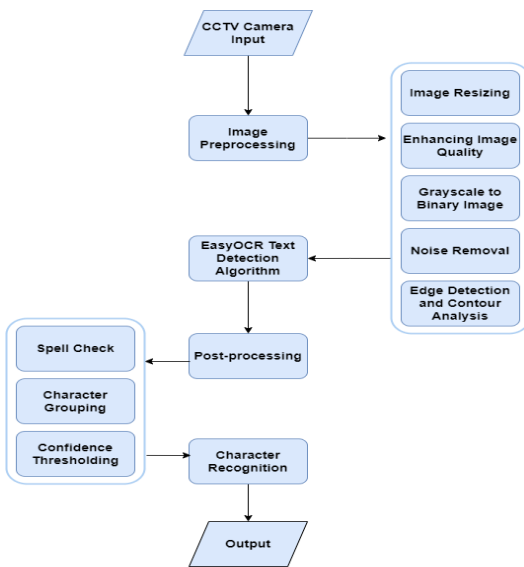 CCTV Camera
Input
Image
Preprocessing
Image Resizing
Enhancing Image
Quality
Grayscale to
Binary Image
Noise Removal
Edge Detection
and Contour
Analysis
EasyOCR Text
Detection
Algorithm
Post-processing
Spell Check
Character
Grouping
Confidence
Thresholding
Character
Recognition
Output